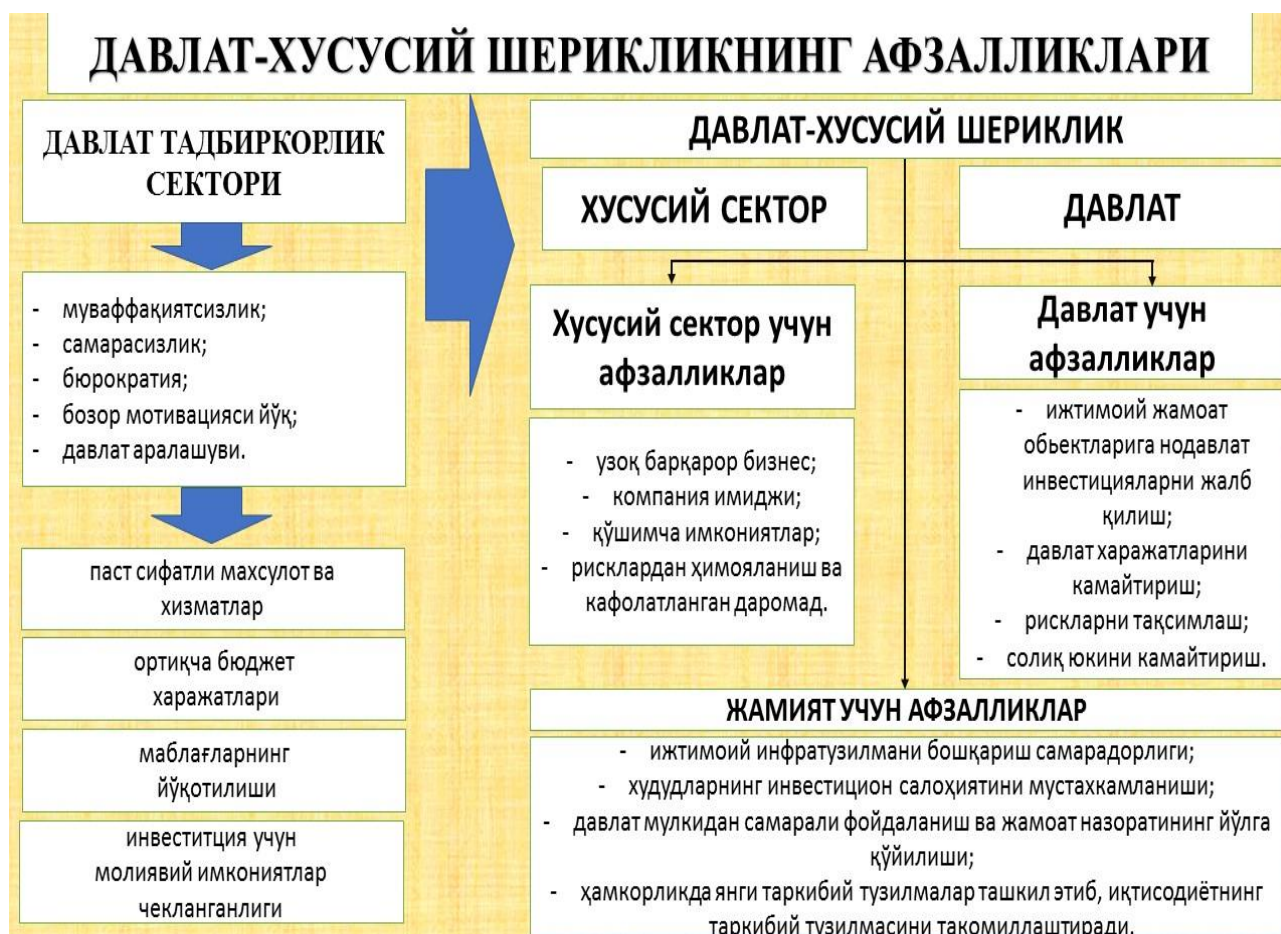 ДАВЛАТ-ХУСУСИЙ ШЕРИКЛИКНИНГ АФЗАЛЛИКЛАРИ
ДАВЛАТ ТАДБИРКОРЛИК
СЕКТОРИ
- муваффақиятсизлик;
- самарасизлик;
- бюрократия;
- бозор мотивацияси йўқ;
- давлат аралашуви.
паст сифатли махсулот ва
хизматлар
ортиқча бюджет
харажатлари
маблағларнинг
йўқотилиши
инвеститция учун
молиявий имкониятлар
чекланганлиги
ДАВЛАТ-ХУСУСИЙ ШЕРИКЛИК
ХУСУСИЙ СЕКТОР
Хусусий сектор учун
афзалликлар
- узоқ барқарор бизнес;
- компания имиджи;
- қўшимча имкониятлар;
- рисклардан ҳимояланиш ва
кафолатланган даромад.
ДАВЛАТ
Давлат учун
афзалликлар
- ижтимоий жамоат
обьектларига нодавлат
инвестицияларни жалб
қилиш;
- давлат харажатларини
камайтириш;
- рискларни тақсимлаш;
- солиқ юкини камайтириш.
ЖАМИЯТ УЧУН АФЗАЛЛИКЛАР
- ижтимоий инфратузилмани бошқариш самарадорлиги;
- худудларнинг инвестицион салоҳиятини мустахкамланиши;
- давлат мулкидан самарали фойдаланиш ва жамоат назоратининг йўлга
қўйилиши;
- ҳамкорликда янги таркибий тузилмалар ташкил этиб, иқтисодиётнинг
таркибий тузилмасини такомиллаштиради.